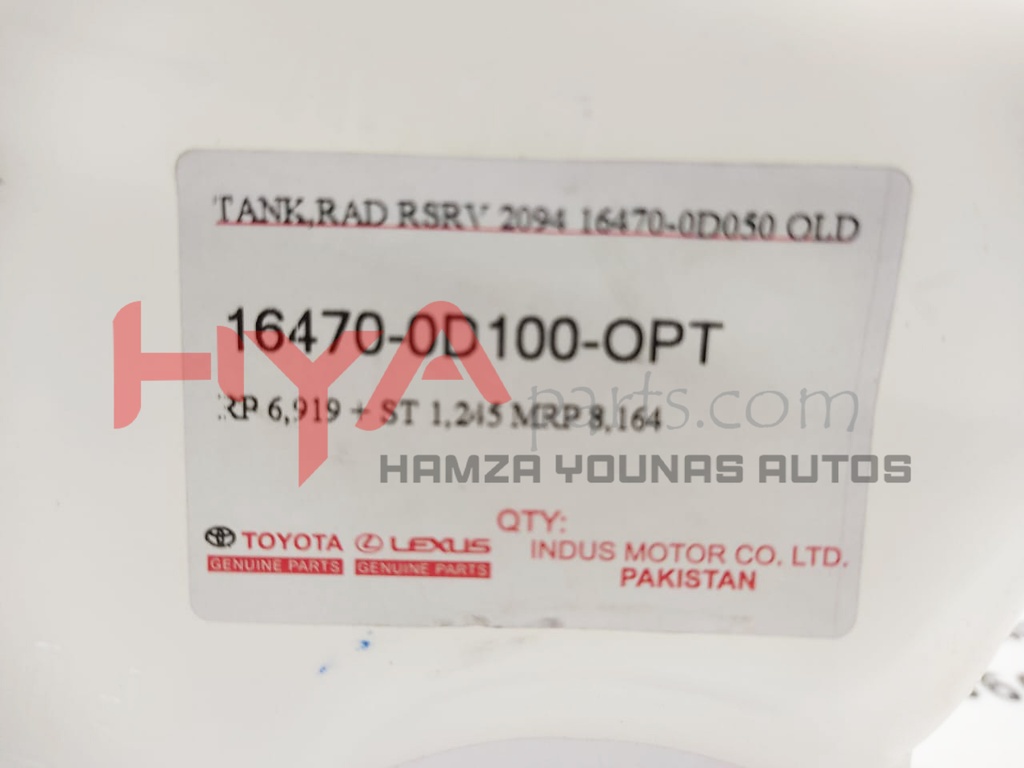 TANK,RAD RSRV 2094 16470-0D050 OLD
16470-0D100-OPT
RP 6,919 + ST 1,245 MRP 8,164
HYA parts.com
HAMZA YOUNAS AUTOS
QTY:
TOYOTA LEXUS INDUS MOTOR CO. LTD.
GENUINE PARTS GENUINE PARTS PAKISTAN